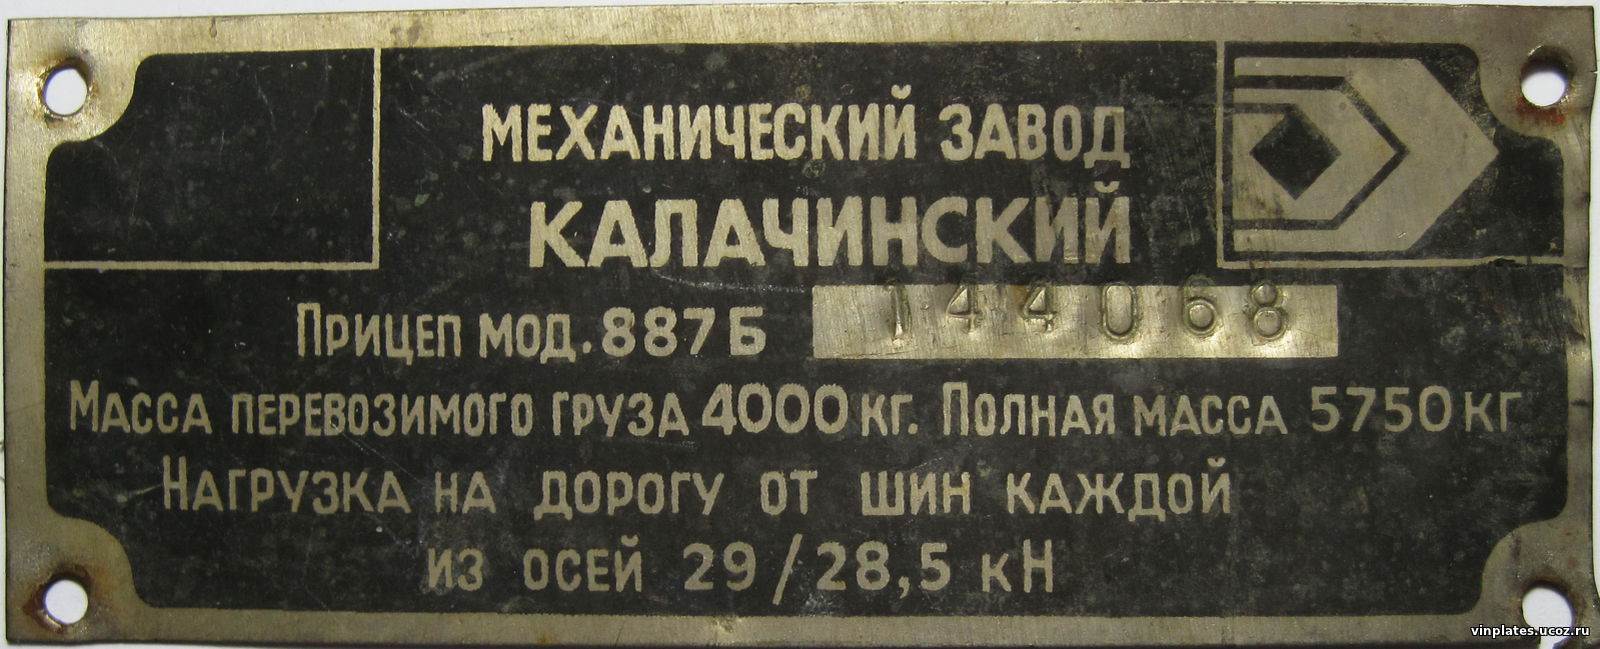 МЕХАНИЧЕСКИЙ ЗАВОД
КАЛАЧИНСКИЙ
ПРИЦЕП МОД. 887Б 144068
МАССА ПЕРЕВОЗИМОГО ГРУЗА 4000 КГ. ПОЛНАЯ МАССА 5750 КГ
НАГРУЗКА НА ДОРОГУ ОТ ШИН КАЖДОЙ
ИЗ ОСЕЙ 29/28,5 кН
vinplates.ucoz.ru